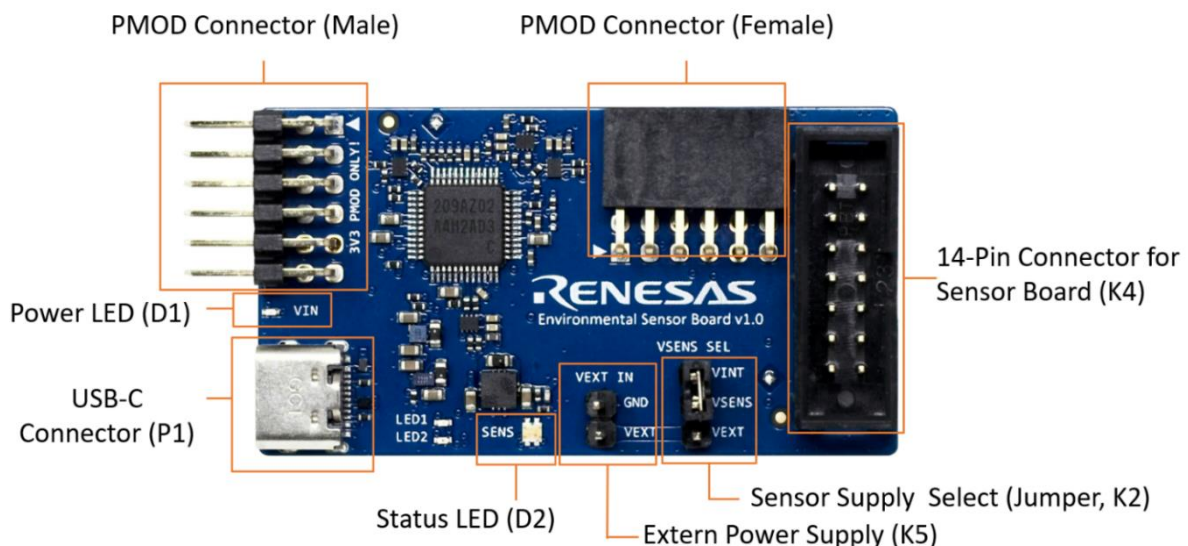 PMOD Connector (Male)
PMOD Connector (Female)
3V3 PMOD ONLY!
209AZ02
A4M2AD3
C
14-Pin Connector for
Sensor Board (K4)
RENESAS
Environmental Sensor Board v1.0
Power LED (D1)
VIN
USB-C
Connector (P1)
VSENS SEL
VINT
VSENS
VEXT
VEXT IN
GND
VEXT
LED1
LED2
SENS
Status LED (D2)
Sensor Supply Select (Jumper, K2)
Extern Power Supply (K5)